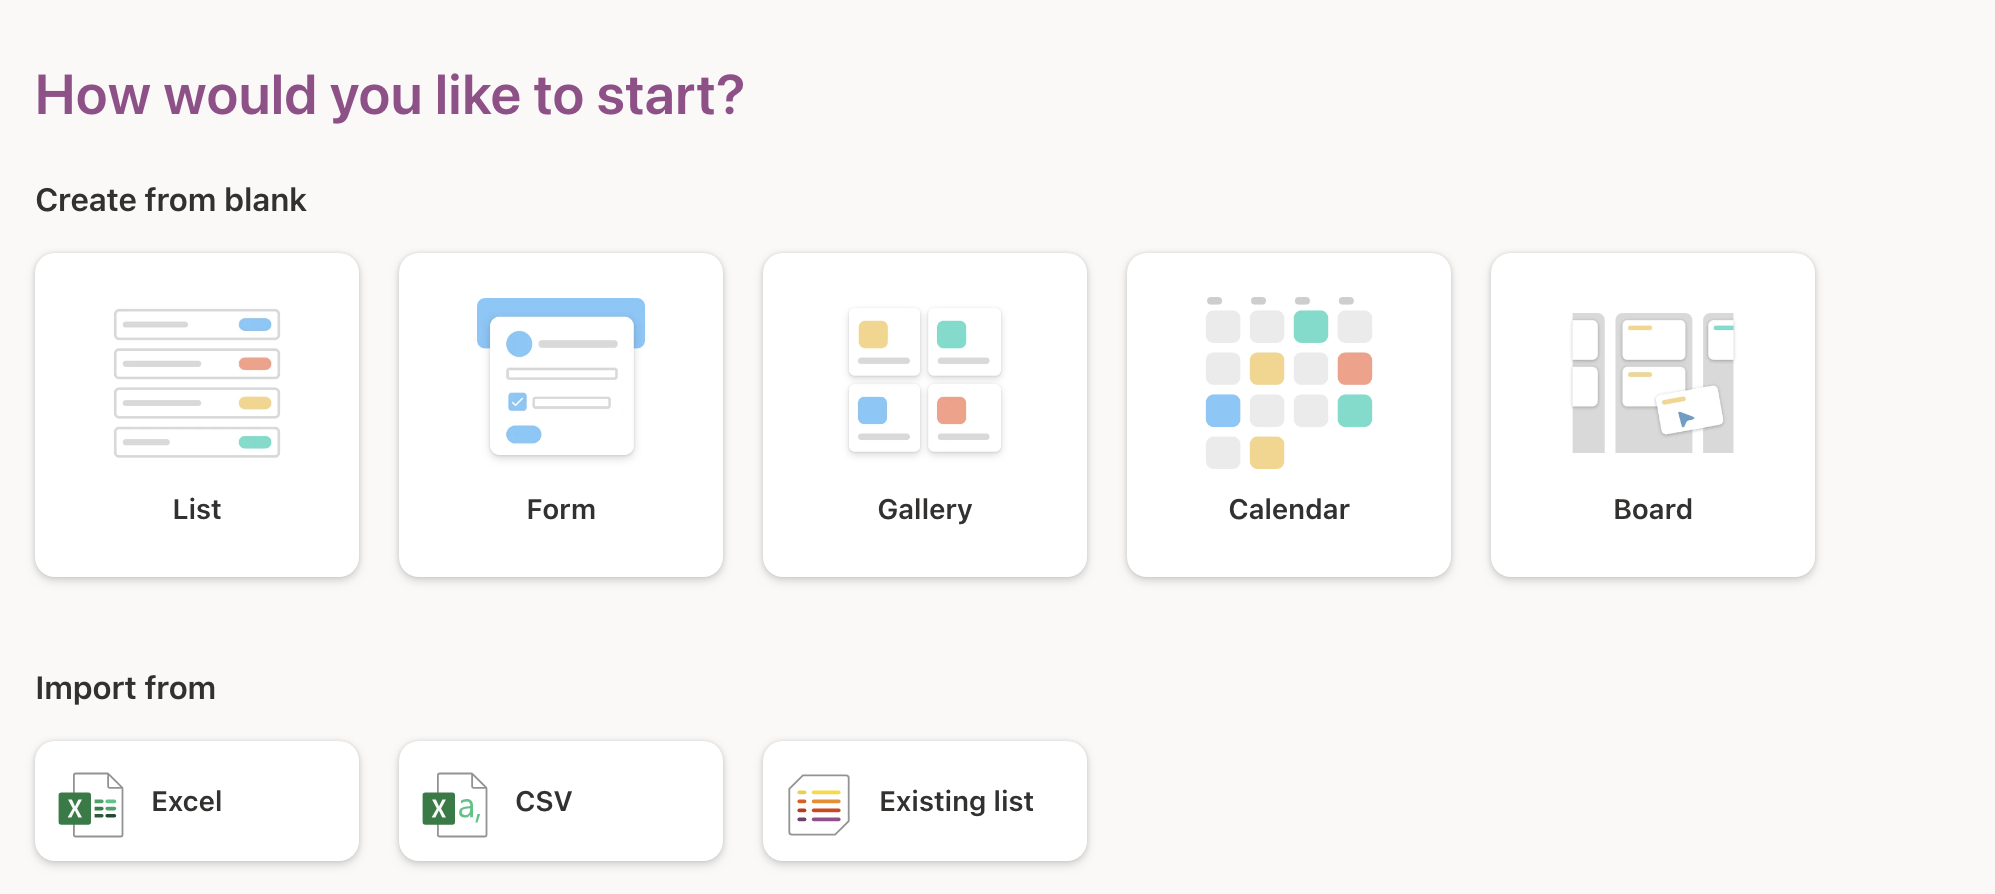 How would you like to start?
Create from blank
List
Form
Gallery
Calendar
Board
Import from
X
Excel
X a,
CSV
Existing list